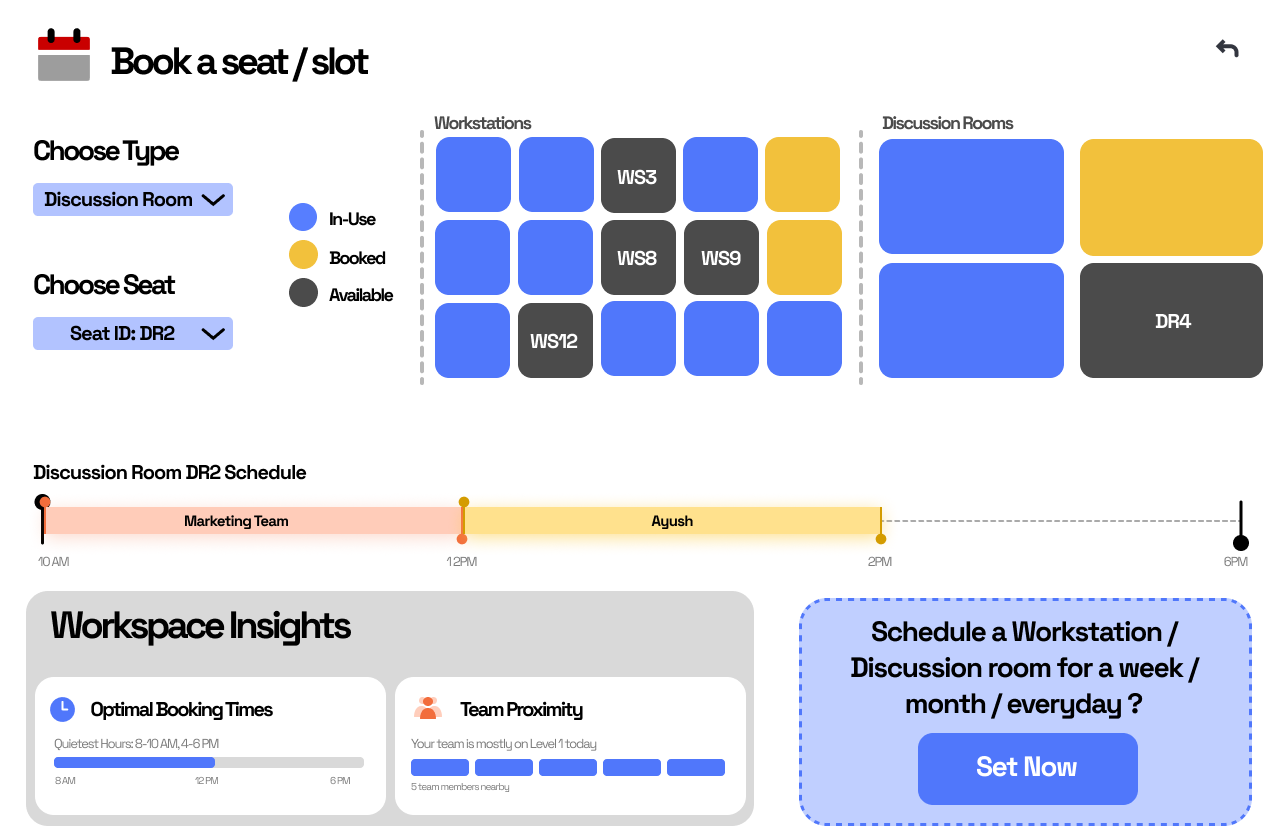 Book a seat / slot
Choose Type
Discussion Room
Choose Seat
Seat ID: DR2
In-Use
Booked
Available
Workstations
WS3
WS8
WS9
WS12
Discussion Rooms
DR4
Discussion Room DR2 Schedule
Marketing Team
Ayush
10 AM
12PM
2PM
6PM
Workspace Insights
Optimal Booking Times
Quietest Hours: 8-10 AM, 4-6 PM
8 AM
12 PM
6 PM
Team Proximity
Your team is mostly on Level 1 today
5 team members nearby
Schedule a Workstation /
Discussion room for a week /
month / everyday ?
Set Now